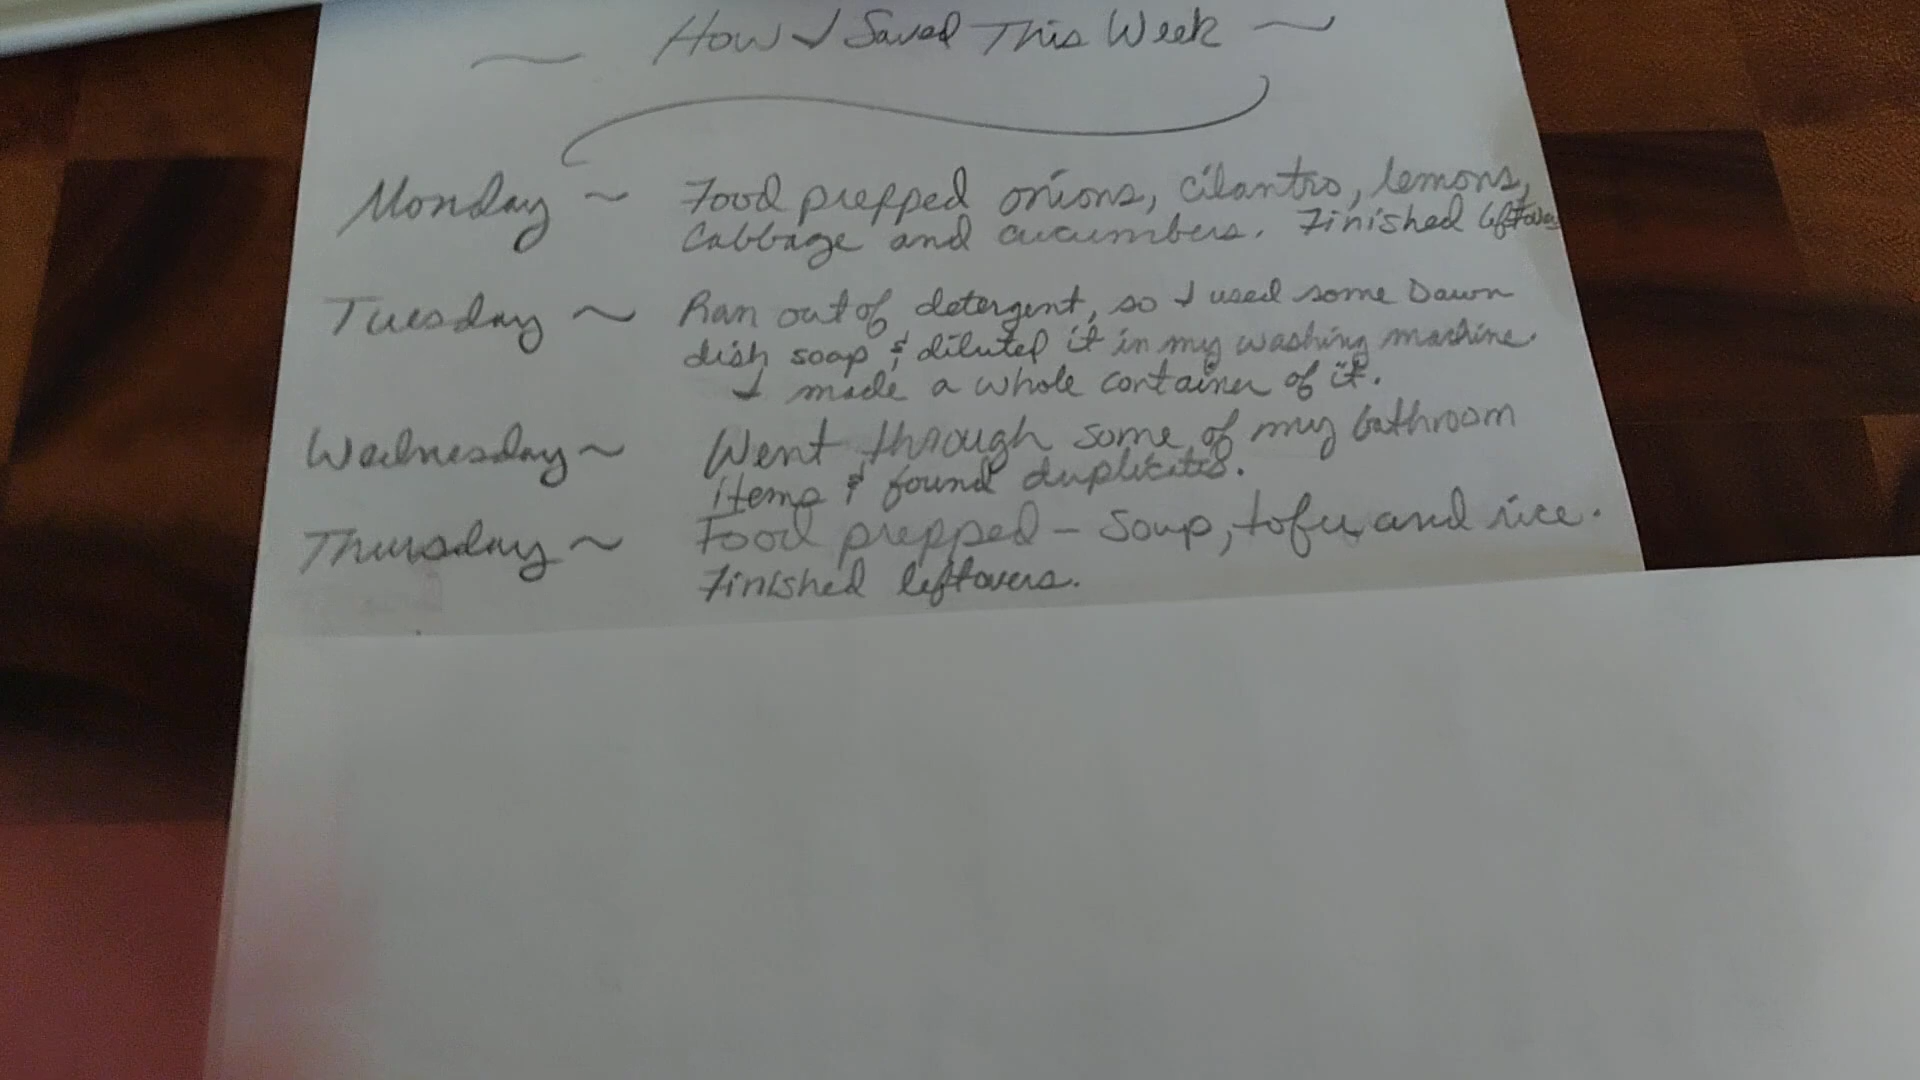 ~ How I Saved This Week ~
Monday ~ Food prepped onions, cilantro, lemons,
Cabbage and cucumbers. Finished leftovers
Tuesday ~ Ran out of detergent, so I used some Dawn
dish soap & diluted it in my washing machine.
I made a whole container of it.
Wednesday ~ Went through some of my bathroom
items & found duplicates.
Thursday ~ Food prepped - Soup, tofu and rice.
Finished leftovers.